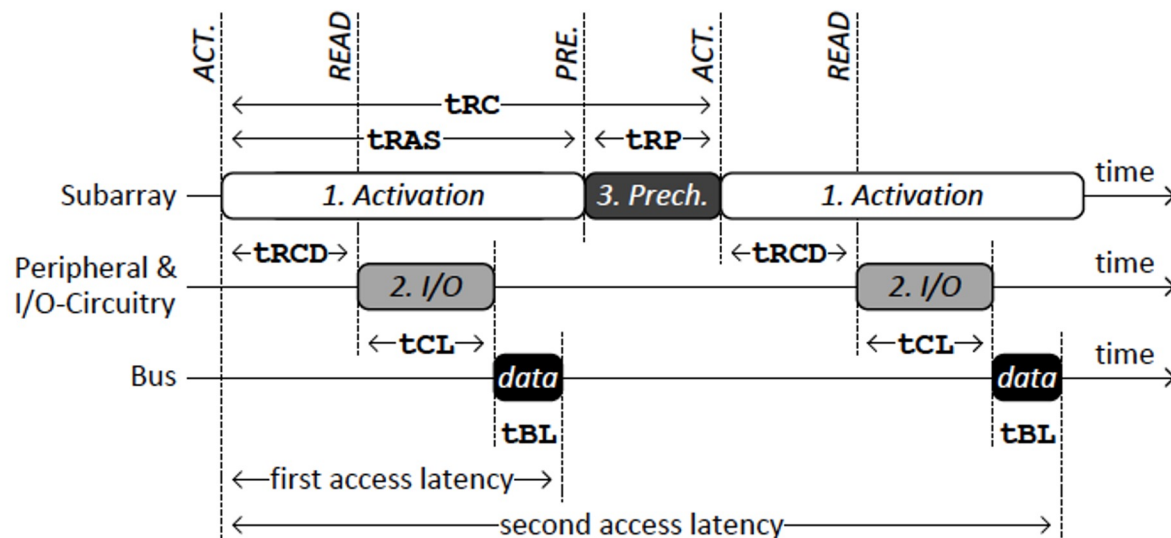 ACT.
READ
PRE.
ACT.
READ
tRC
tRAS
tRP
Subarray
1. Activation
3. Prech.
1. Activation
time
tRCD
tRCD
Peripheral &
I/O-Circuitry
2. I/O
2. I/O
time
tCL
tCL
Bus
data
data
time
tBL
tBL
first access latency
second access latency